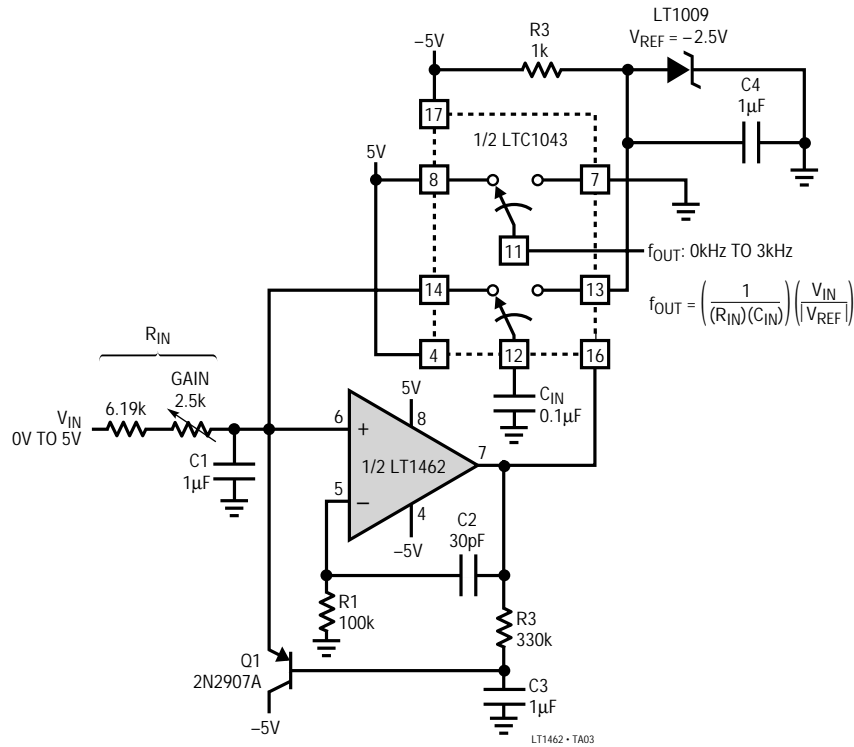 LT1009
VREF = –2.5V
R3
1k
–5V
C4
1µF
17
1/2 LTC1043
5V
8
7
11
fOUT: 0kHz TO 3kHz
14
13
fOUT = (1/(RIN)(CIN)) (VIN/|VREF|)
RIN
4
12
16
GAIN
2.5k
6.19k
5V
CIN
0.1µF
VIN
0V TO 5V
6
+
8
7
C1
1µF
1/2 LT1462
5
–
4
–5V
C2
30pF
R1
100k
R3
330k
Q1
2N2907A
C3
1µF
–5V
LT1462 • TA03